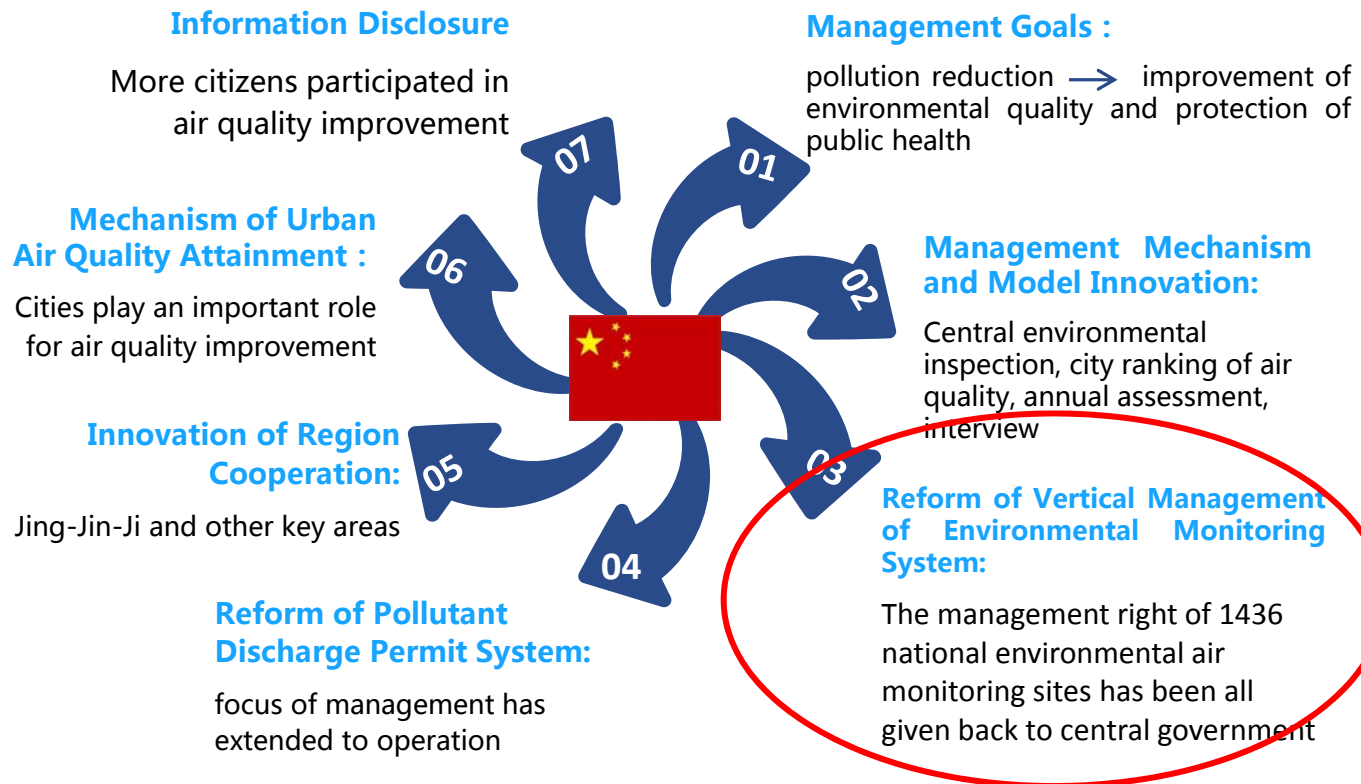 Information Disclosure
More citizens participated in
air quality improvement
07
Management Goals :
pollution reduction → improvement of
environmental quality and protection of
public health
01
Mechanism of Urban
Air Quality Attainment :
Cities play an important role
for air quality improvement
06
Management Mechanism
and Model Innovation:
Central environmental
inspection, city ranking of air
quality, annual assessment,
interview
02
Innovation of Region
Cooperation:
Jing-Jin-Ji and other key areas
05
03
Reform of Vertical Management
of Environmental Monitoring
System:
The management right of 1436
national environmental air
monitoring sites has been all
given back to central government
04
Reform of Pollutant
Discharge Permit System:
focus of management has
extended to operation